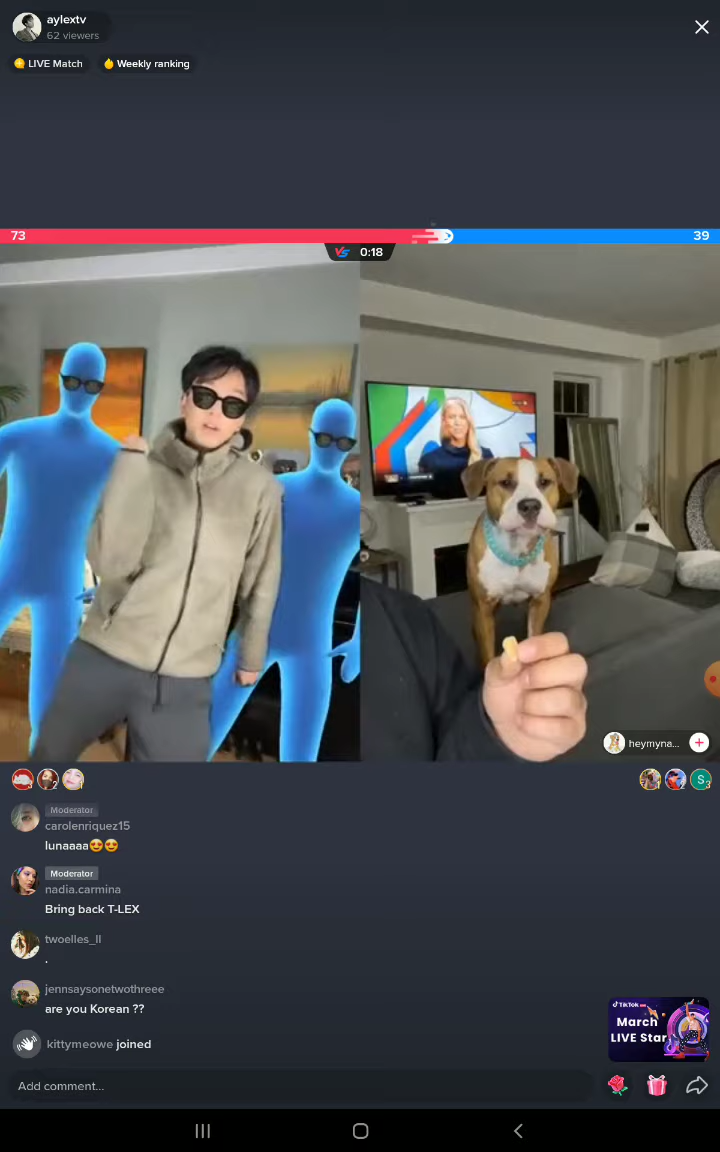 aylextv
62 viewers
LIVE Match
Weekly ranking
73
39
VS 0:18
heymyna...
S
Moderator
carolenriquez15
lunaaaa😍😍
Moderator
nadia.carmina
Bring back T-LEX
twoelles_ll
.
jennsaysonetwothreee
are you Korean ??
kittymeowe joined
TikTok
March
LIVE Star
Add comment...